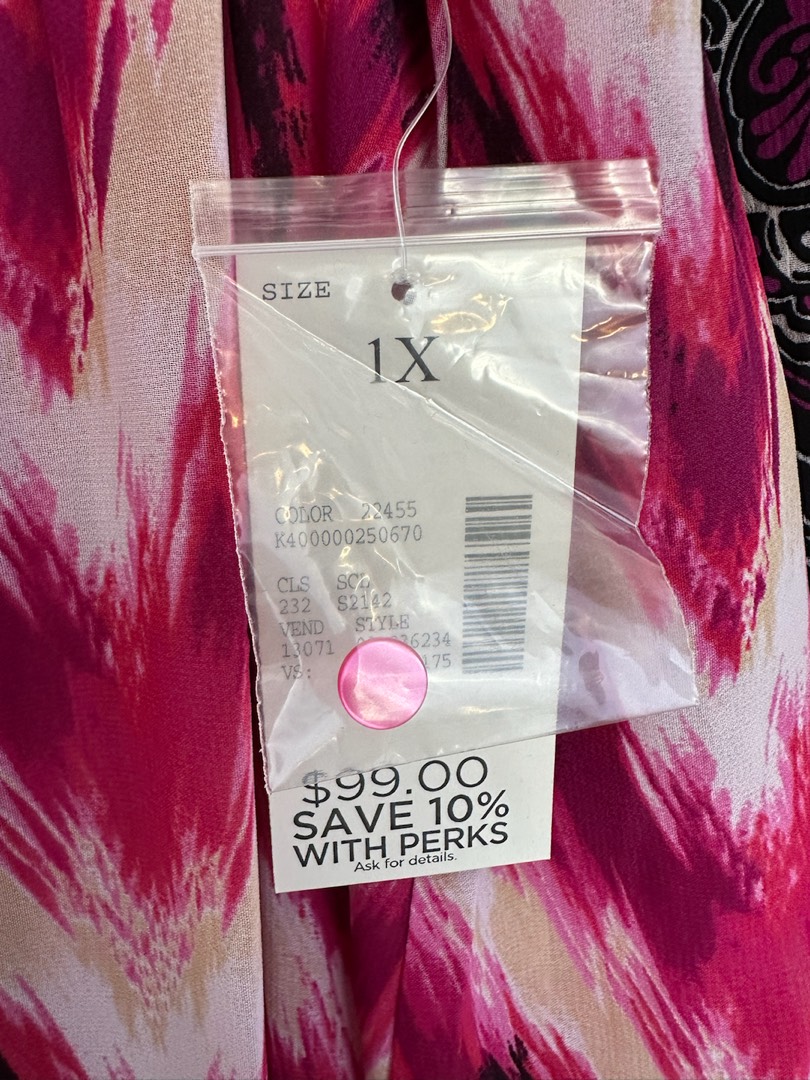 SIZE
1X
COLOR 22455
K400000250670
CLS
232 S2142
VEND STYLE
13071
VS:
$99.00
SAVE 10%
WITH PERKS
Ask for details.